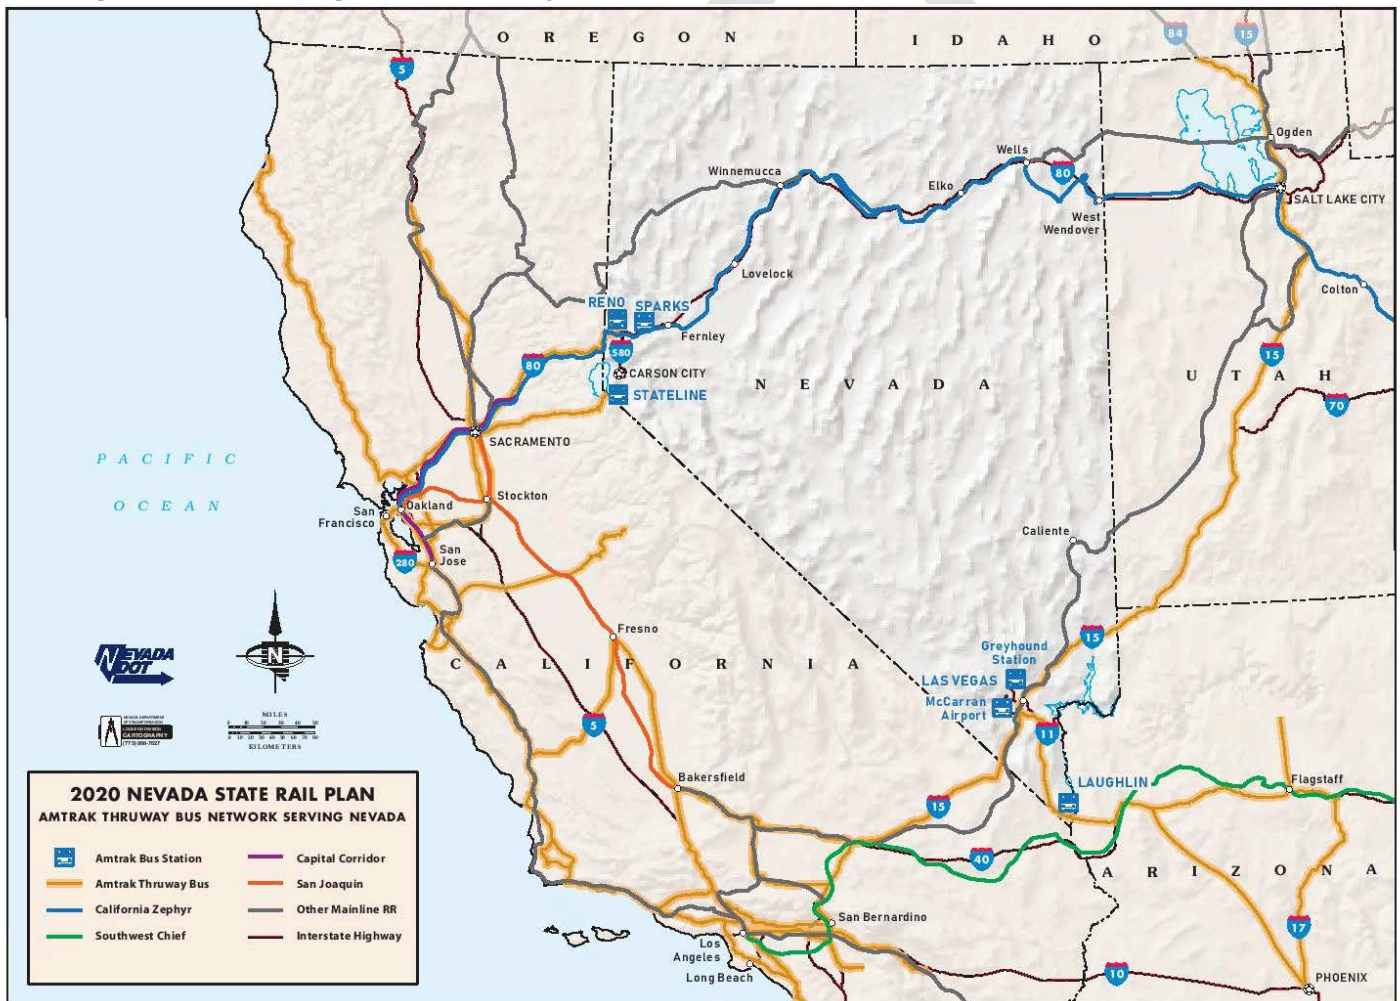 OREGON
IDAHO
84
15
5
Ogden
Wells
Winnemucca
80
Elko
SALT LAKE CITY
West
Wendover
Lovelock
Colton
RENO
SPARKS
Fernley
580
15
80
CARSON CITY
NEVADA
UTAH
STATELINE
70
SACRAMENTO
PACIFIC
OCEAN
Stockton
Oakland
San
Francisco
Caliente
San
Jose
280
Fresno
15
Greyhound
Station
NEVADA
DOT
N
CALIFORNIA
LAS VEGAS
McCarran
Airport
MILES
KILOMETERS
5
11
CARTOGRAPHY
Bakersfield
LAUGHLIN
Flagstaff
15
40
ARIZONA
2020 NEVADA STATE RAIL PLAN
AMTRAK THRUWAY BUS NETWORK SERVING NEVADA
Amtrak Bus Station
Amtrak Thruway Bus
California Zephyr
Southwest Chief
Capital Corridor
San Joaquin
Other Mainline RR
Interstate Highway
San Bernardino
17
Los
Angeles
Long Beach
10
PHOENIX